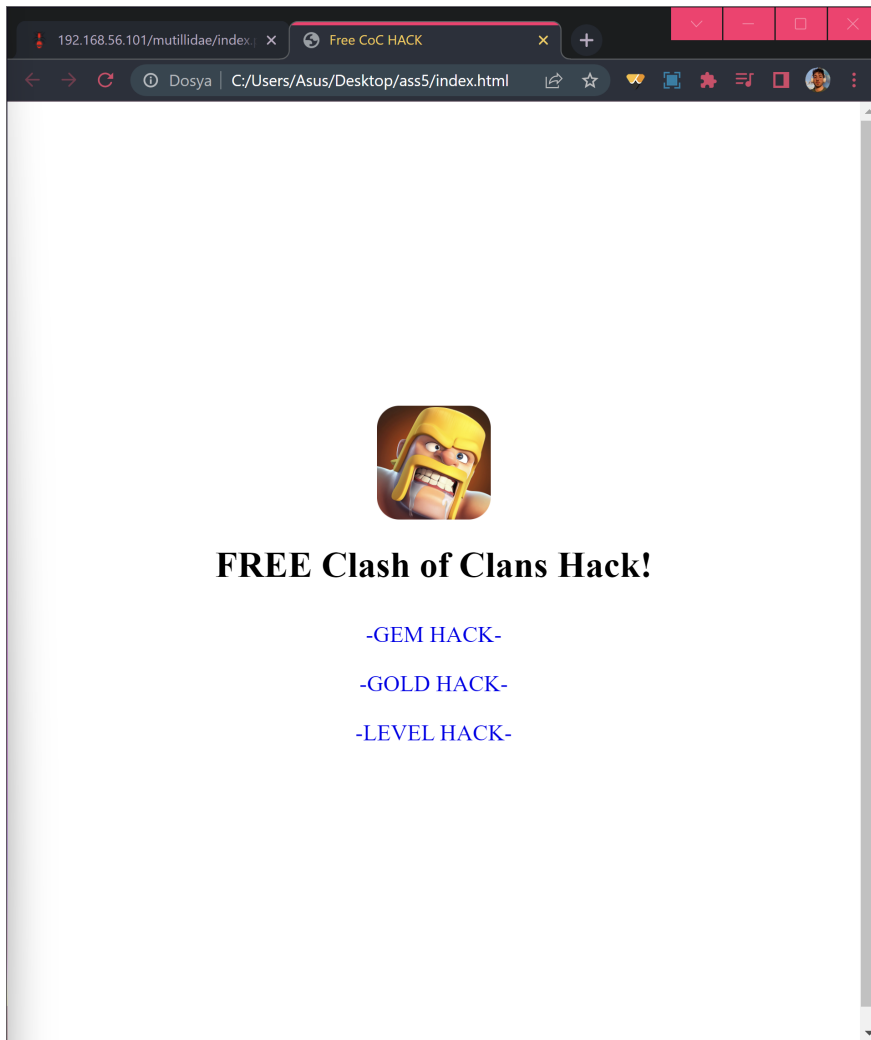 192.168.56.101/mutillidae/index.p
Free CoC HACK
Dosya
C:/Users/Asus/Desktop/ass5/index.html
FREE Clash of Clans Hack!
-GEM HACK-
-GOLD HACK-
-LEVEL HACK-